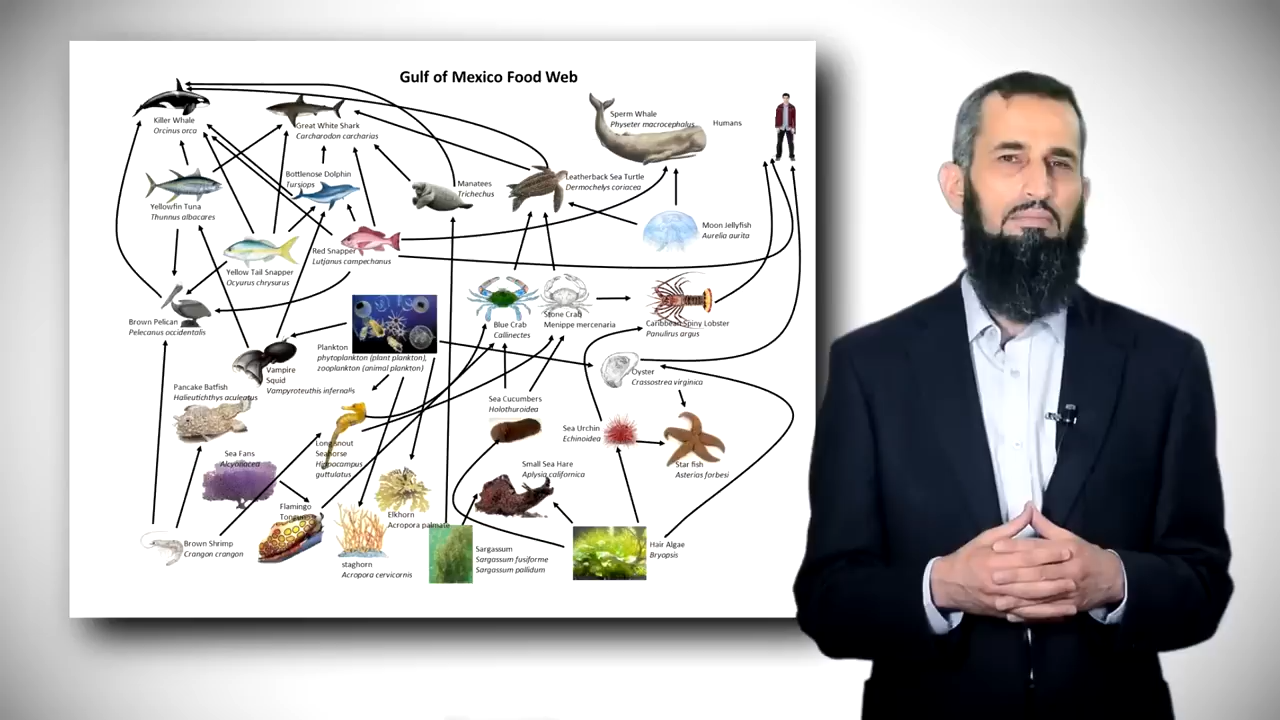 Gulf of Mexico Food Web
Killer Whale
Orcinus orca
Great White Shark
Carcharodon carcharias
Sperm Whale
Physeter macrocephalus
Humans
Bottlenose Dolphin
Tursiops
Manatees
Trichechus
Leatherback Sea Turtle
Dermochelys coriacea
Yellowfin Tuna
Thunnus albacares
Moon Jellyfish
Aurelia aurita
Red Snapper
Lutjanus campechanus
Yellow Tail Snapper
Ocyurus chrysurus
Brown Pelican
Pelecanus occidentalis
Blue Crab
Callinectes
Stone Crab
Menippe mercenaria
Caribbean Spiny Lobster
Panulirus argus
Plankton
phytoplankton (plant plankton),
zooplankton (animal plankton)
Vampire
Squid
Vampyroteuthis infernalis
Oyster
Crassostrea virginica
Pancake Batfish
Halieutichthys aculeatus
Sea Cucumbers
Holothuroidea
Longsnout
Seahorse
Hippocampus
guttulatus
Sea Urchin
Echinoidea
Sea Fans
Alcyonacea
Small Sea Hare
Aplysia californica
Star fish
Asterias forbesi
Flamingo
Elkhorn
Acropora palmate
Brown Shrimp
Crangon crangon
staghorn
Acropora cervicornis
Sargassum
Sargassum fusiforme
Sargassum pallidum
Hair Algae
Bryopsis